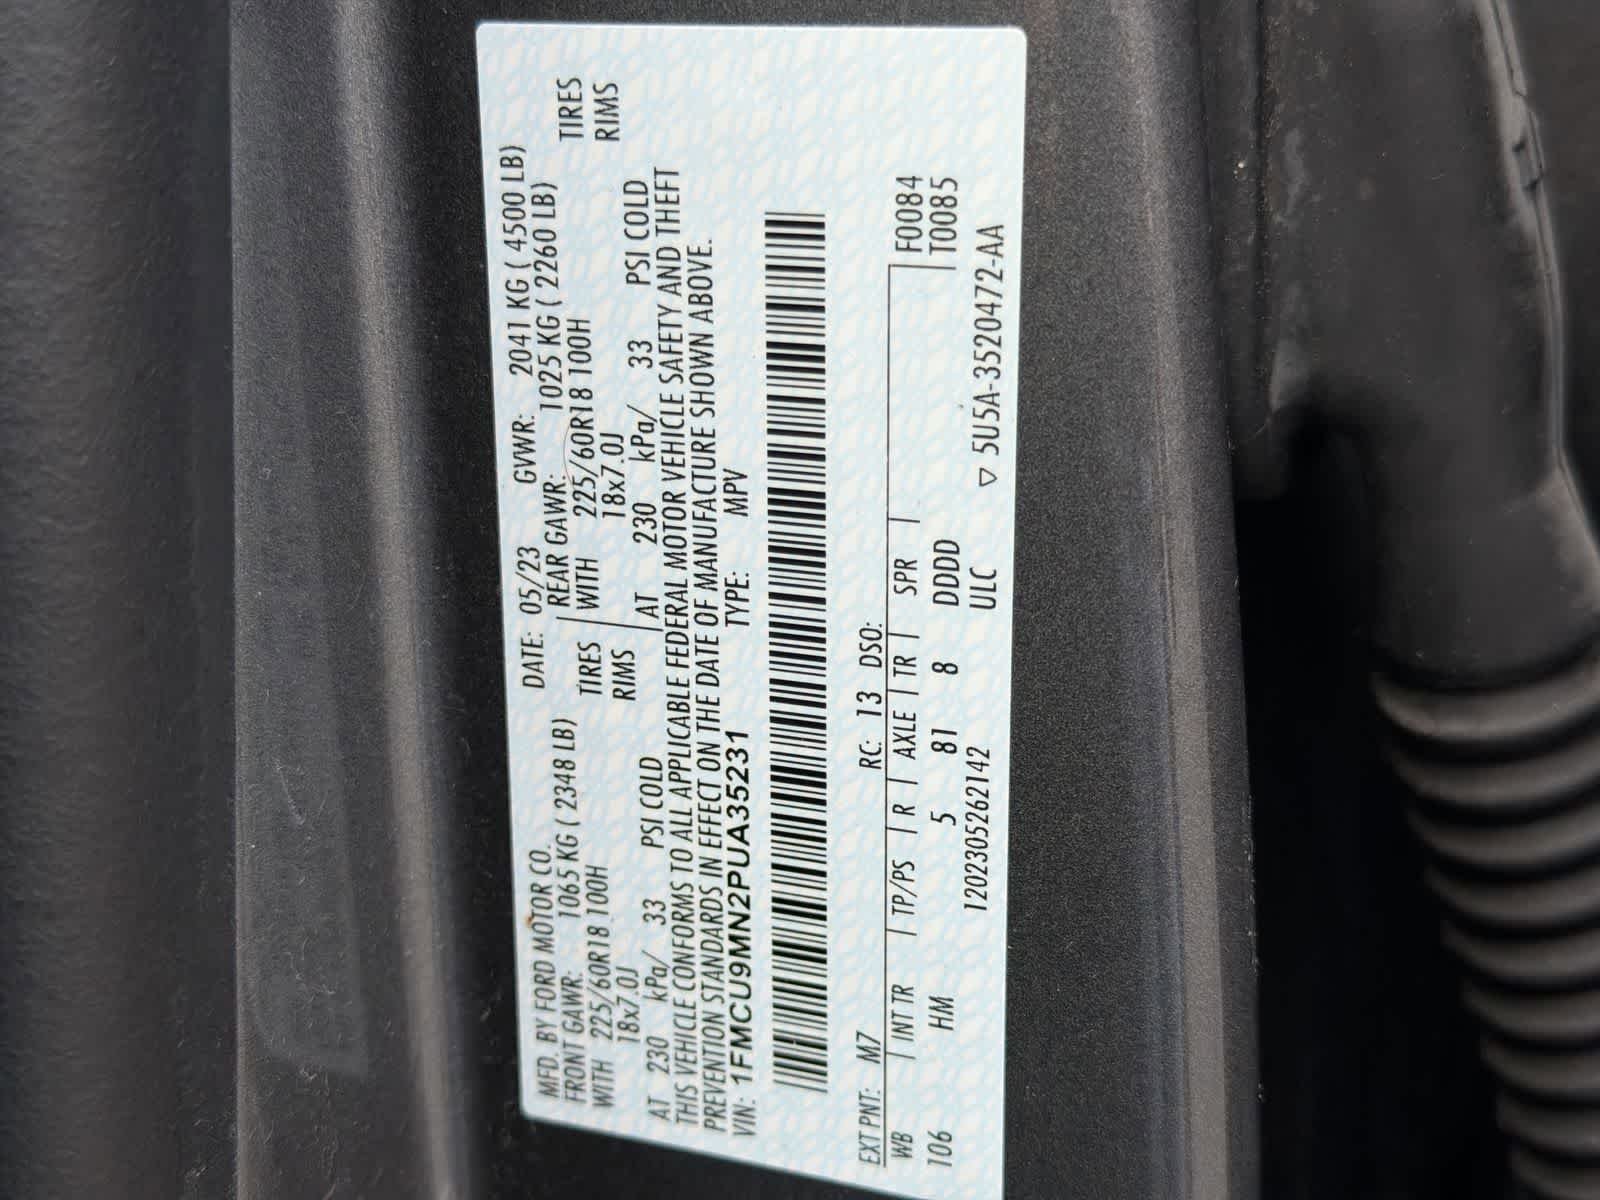 MFD. BY FORD MOTOR CO. DATE: 05/23 GVWR: 2041 KG ( 4500 LB)
FRONT GAWR: 1065 KG ( 2348 LB) REAR GAWR: 1025 KG ( 2260 LB)
WITH 225/60R18 100H TIRES WITH 225/60R18 100H TIRES
18x7.0J RIMS 18x7.0J RIMS
AT 230 kPa/ 33 PSI COLD AT 230 kPa/ 33 PSI COLD
THIS VEHICLE CONFORMS TO ALL APPLICABLE FEDERAL MOTOR VEHICLE SAFETY AND THEFT
PREVENTION STANDARDS IN EFFECT ON THE DATE OF MANUFACTURE SHOWN ABOVE.
VIN: 1FMCU9MN2PUA35231 TYPE: MPV
EXT PNT: M7 RC: 13 DSO:
WB INT TR TP/PS R AXLE TR SPR F0084
106 HM 5 81 8 DDDD T0085
12023052621​42 ULC ▽ 5U5A-3520472-AA